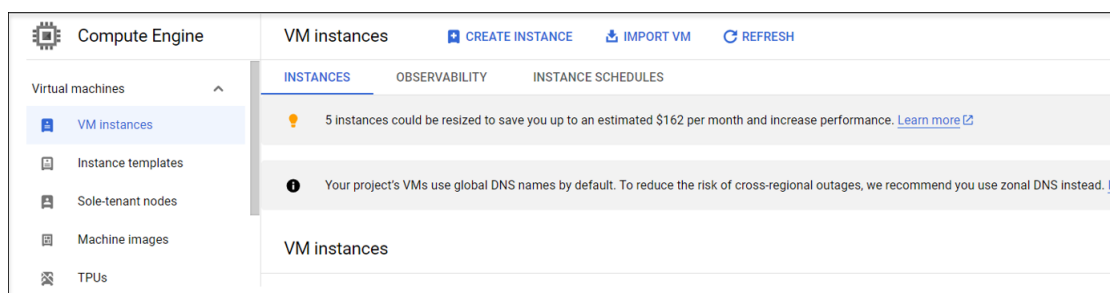 Compute Engine
VM instances
CREATE INSTANCE
IMPORT VM
REFRESH
Virtual machines
INSTANCES
OBSERVABILITY
INSTANCE SCHEDULES
VM instances
5 instances could be resized to save you up to an estimated $162 per month and increase performance. Learn more
Instance templates
Your project's VMs use global DNS names by default. To reduce the risk of cross-regional outages, we recommend you use zonal DNS instead.
Sole-tenant nodes
Machine images
VM instances
TPUs